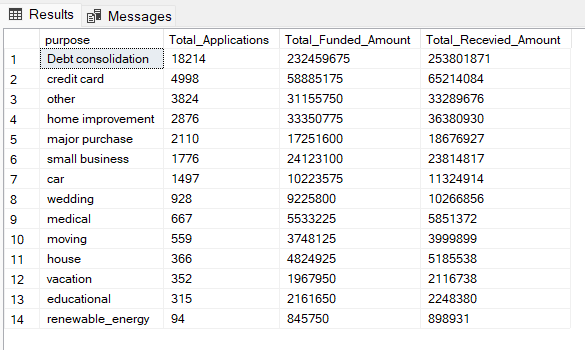 Results Messages
purpose Total_Applications Total_Funded_Amount Total_Recevied_Amount
1 Debt consolidation 18214 232459675 253801871
2 credit card 4998 58885175 65214084
3 other 3824 31155750 33289676
4 home improvement 2876 33350775 36380930
5 major purchase 2110 17251600 18676927
6 small business 1776 24123100 23814817
7 car 1497 10223575 11324914
8 wedding 928 9225800 10266856
9 medical 667 5533225 5851372
10 moving 559 3748125 3999899
11 house 366 4824925 5185538
12 vacation 352 1967950 2116738
13 educational 315 2161650 2248380
14 renewable_energy 94 845750 898931